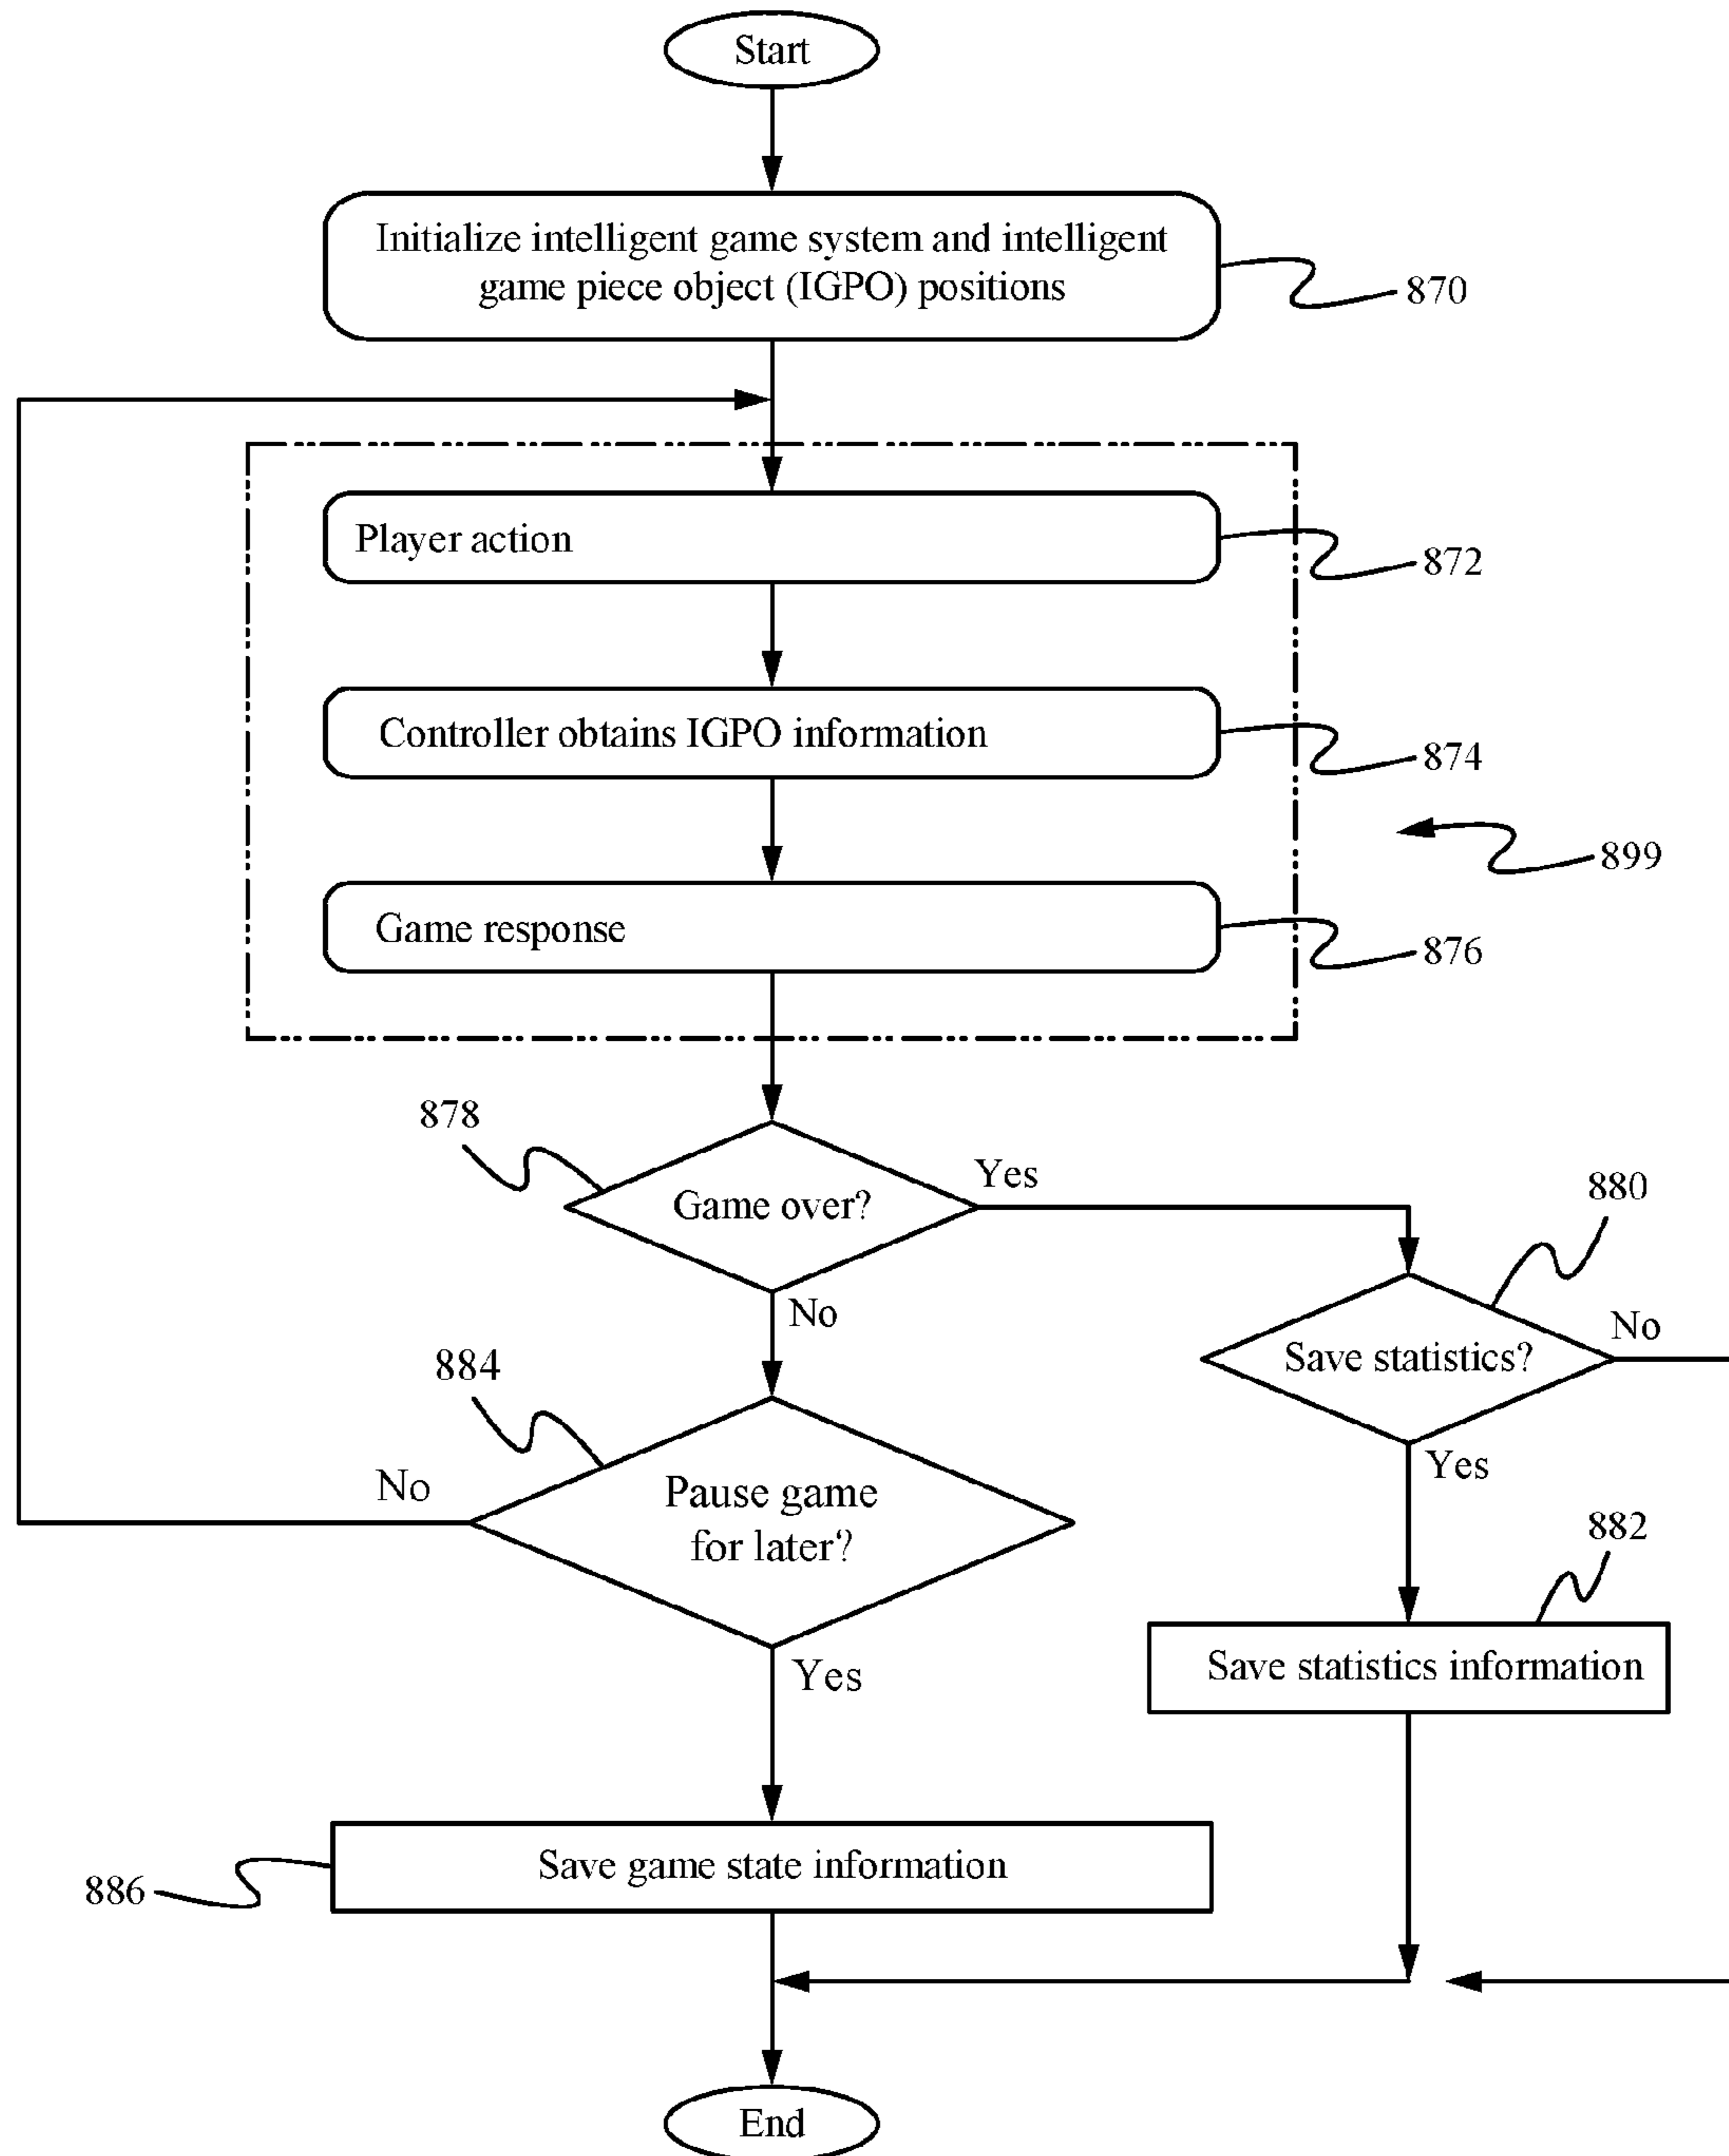 Start
Initialize intelligent game system and intelligent
game piece object (IGPO) positions
870
Player action
872
Controller obtains IGPO information
874
899
Game response
876
878
Game over?
Yes
No
880
Save statistics?
No
Yes
884
Pause game
for later?
No
Yes
882
Save statistics information
Save game state information
886
End